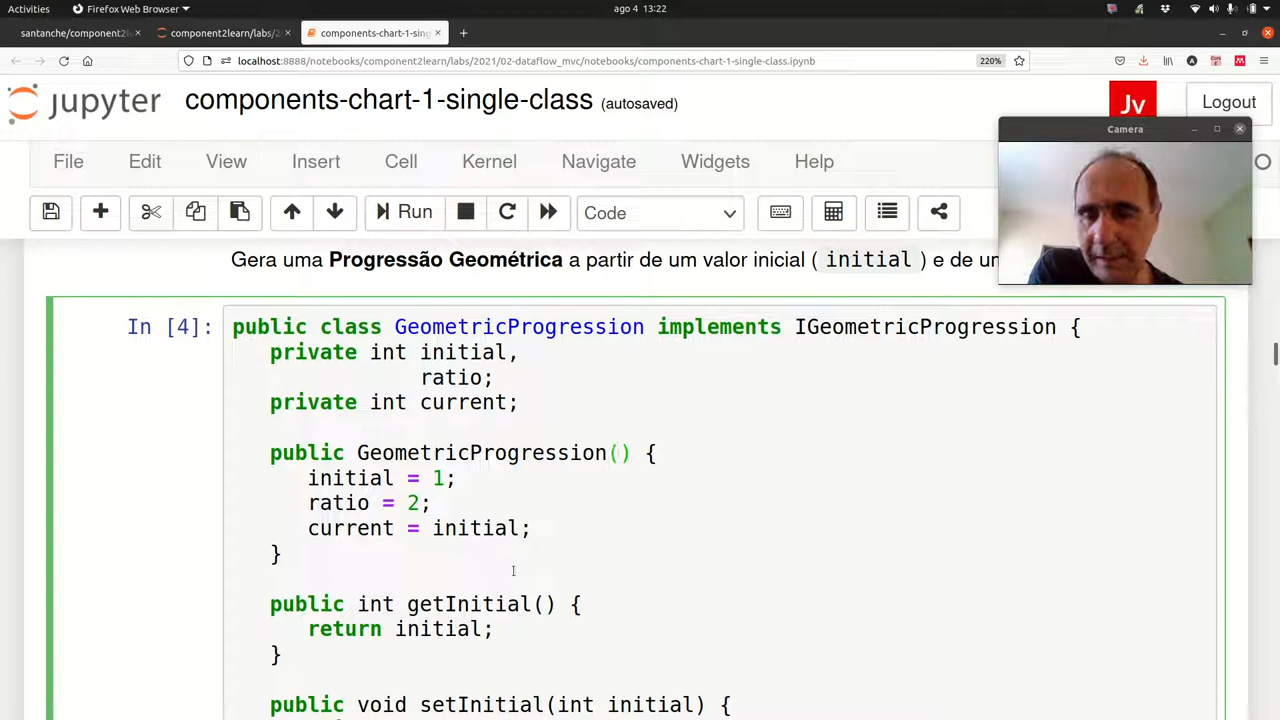 Activities Firefox Web Browser ago 4 13:22
santanche/component2l component2learn/labs/2 components-chart-1-sing
localhost:8888/notebooks/component2learn/labs/2021/02-dataflow_mvc/notebooks/components-chart-1-single-class.ipynb 220%
jupyter components-chart-1-single-class (autosaved) Jv Logout
Camera
File Edit View Insert Cell Kernel Navigate Widgets Help
Run Code
Gera uma Progressão Geométrica a partir de um valor inicial ( initial ) e de
In [4]: public class GeometricProgression implements IGeometricProgression {
private int initial,
ratio;
private int current;
public GeometricProgression() {
initial = 1;
ratio = 2;
current = initial;
}
public int getInitial() {
return initial;
}
public void setInitial(int initial) {